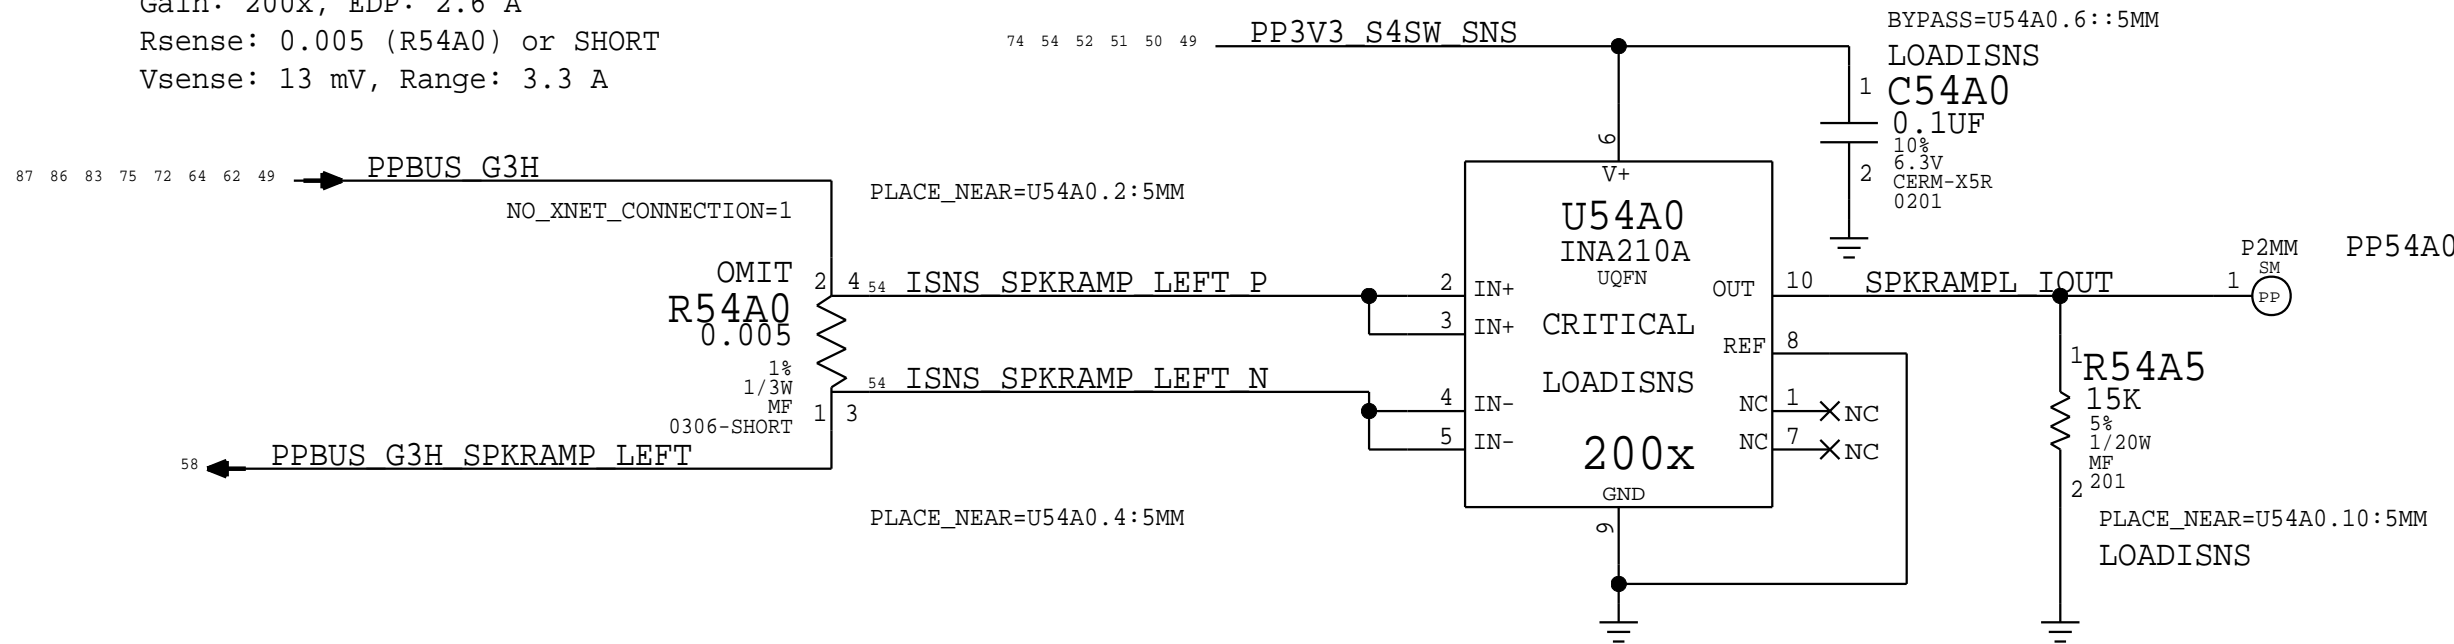 Gain: 200x, EDP: 2.6 A
Rsense: 0.005 (R54A0) or SHORT
Vsense: 13 mV, Range: 3.3 A
74 54 52 51 50 49
PP3V3_S4SW_SNS
BYPASS=U54A0.6::5MM
LOADISNS
1
C54A0
0.1UF
10%
6.3V
2
CERM-X5R
0201
87 86 83 75 72 64 62 49
PPBUS_G3H
NO_XNET_CONNECTION=1
PLACE_NEAR=U54A0.2:5MM
OMIT
2 4
R54A0
0.005
1%
1/3W
MF
1 3
0306-SHORT
54 ISNS_SPKRAMP_LEFT_P
54 ISNS_SPKRAMP_LEFT_N
58
PPBUS_G3H_SPKRAMP_LEFT
PLACE_NEAR=U54A0.4:5MM
6
V+
U54A0
INA210A
UQFN
2 IN+
3 IN+
CRITICAL
LOADISNS
4 IN-
5 IN-
200x
GND
9
OUT 10
REF 8
NC 1 NC
NC 7 NC
SPKRAMPL_IOUT
P2MM
SM
1 PP
PP54A0
1
R54A5
15K
5%
1/20W
MF
2 201
PLACE_NEAR=U54A0.10:5MM
LOADISNS